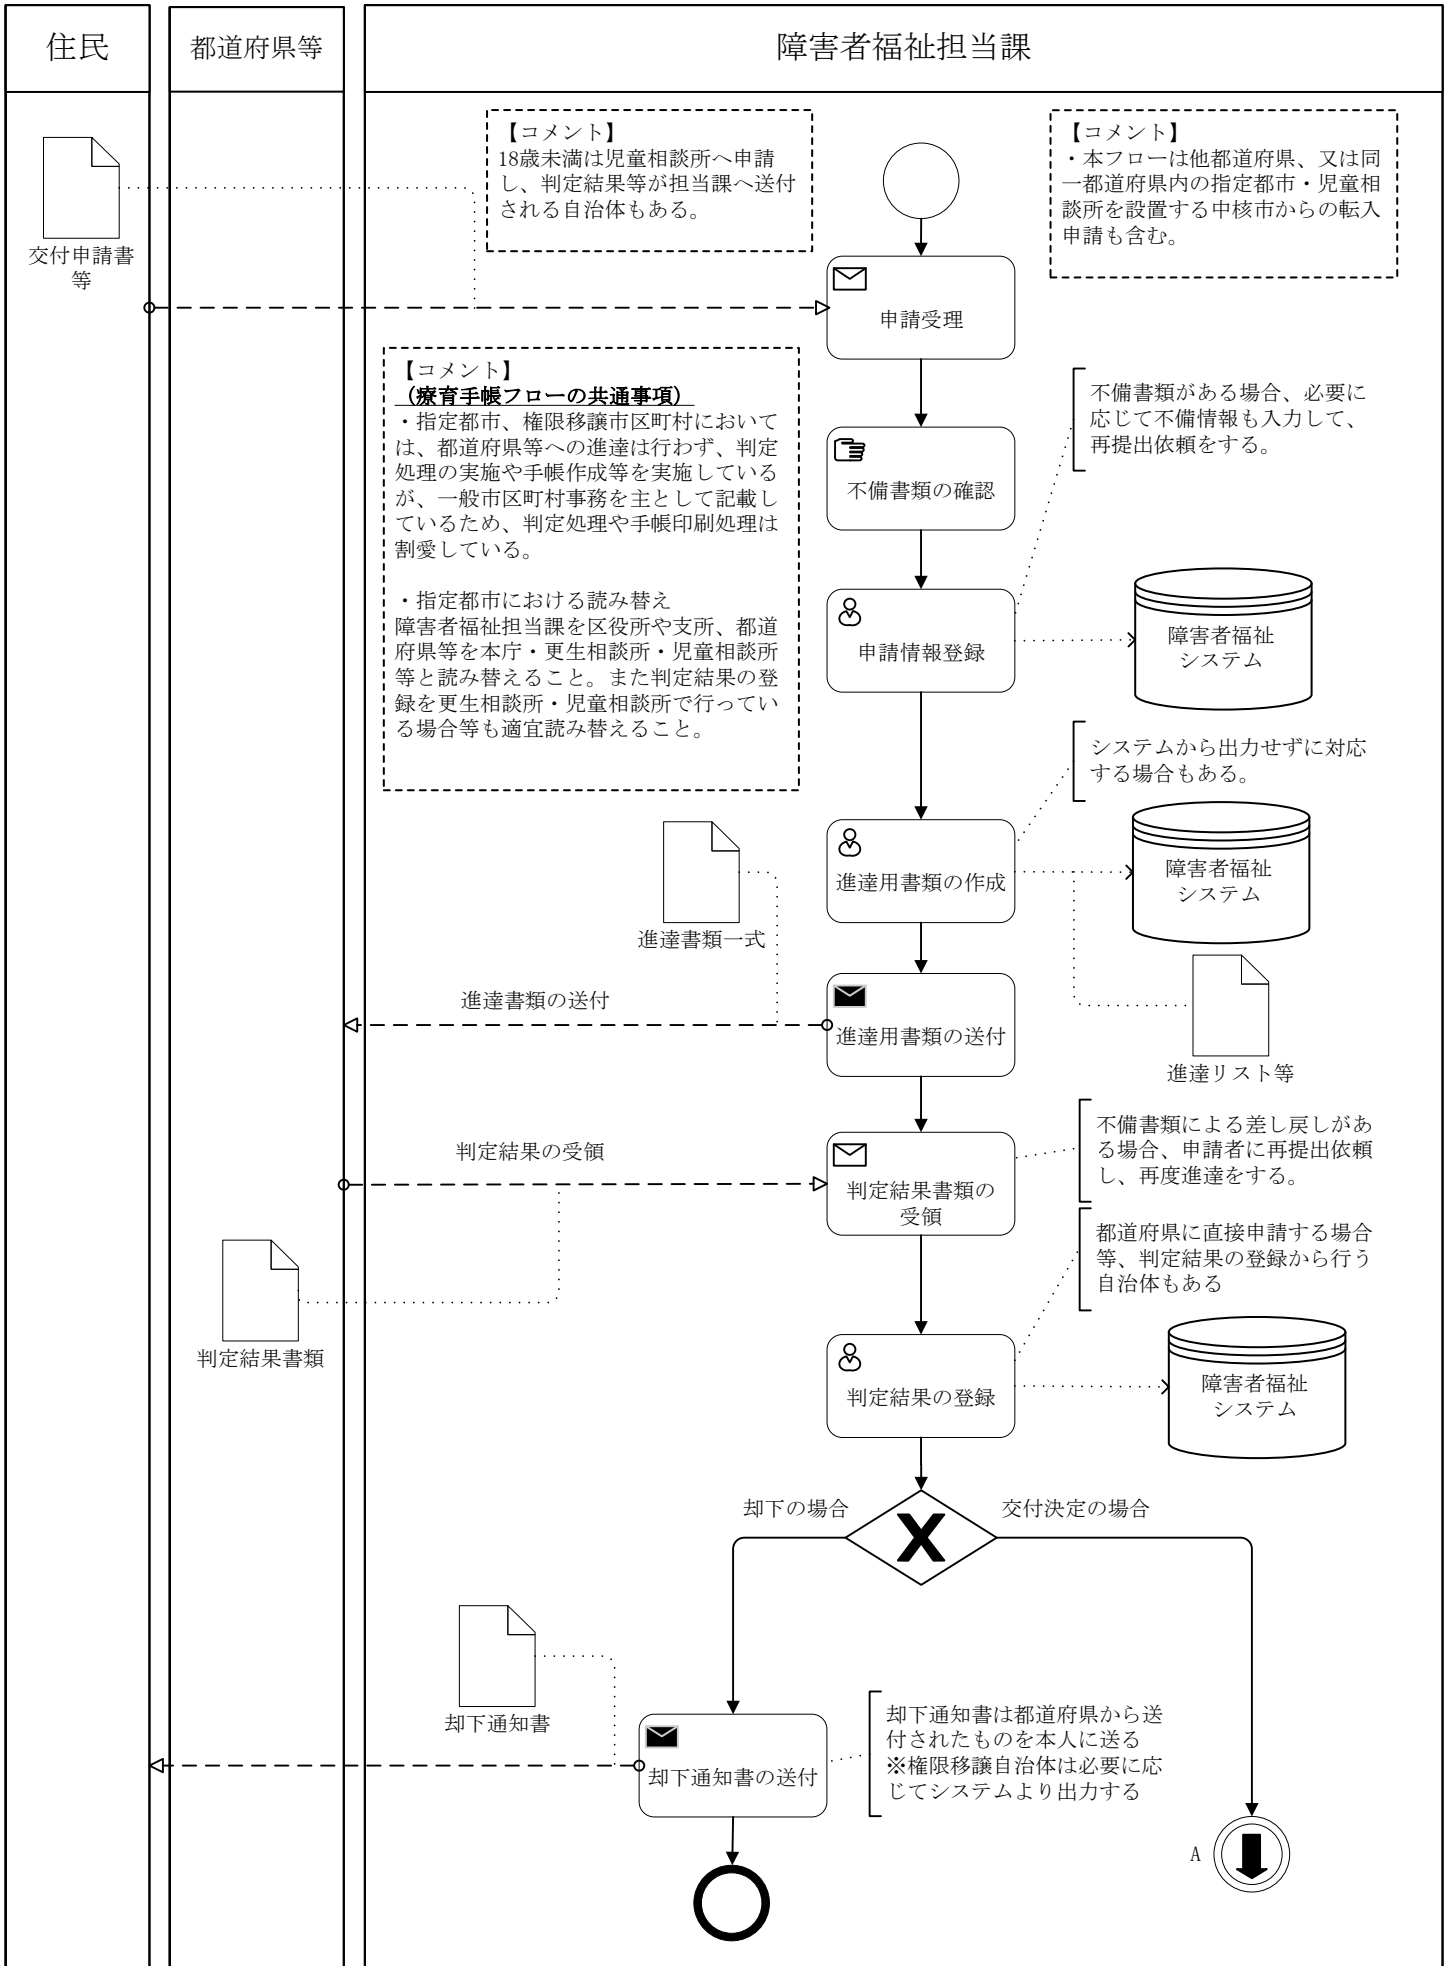 住民
都道府県等
障害者福祉担当課
【コメント】
18歳未満は児童相談所へ申請
し、判定結果等が担当課へ送付
される自治体もある。
【コメント】
・本フローは他都道府県、又は同
一都道府県内の指定都市・児童相
談所を設置する中核市からの転入
申請も含む。
交付申請書
等
申請受理
【コメント】
（療育手帳フローの共通事項）
・指定都市、権限移譲市区町村において
は、都道府県等への進達は行わず、判定
処理の実施や手帳作成等を実施している
が、一般市区町村事務を主として記載し
ているため、判定処理や手帳印刷処理は
割愛している。
・指定都市における読み替え
障害者福祉担当課を区役所や支所、都道
府県等を本庁・更生相談所・児童相談所
等と読み替えること。また判定結果の登
録を更生相談所・児童相談所で行ってい
る場合等も適宜読み替えること。
不備書類がある場合、必要に
応じて不備情報も入力して、
再提出依頼をする。
不備書類の確認
申請情報登録
障害者福祉
システム
システムから出力せずに対応
する場合もある。
進達用書類の作成
障害者福祉
システム
進達書類一式
進達書類の送付
進達用書類の送付
進達リスト等
不備書類による差し戻しがあ
る場合、申請者に再提出依頼
し、再度進達をする。
判定結果の受領
判定結果書類の
受領
都道府県に直接申請する場合
等、判定結果の登録から行う
自治体もある
判定結果書類
判定結果の登録
障害者福祉
システム
却下の場合
交付決定の場合
却下通知書
却下通知書の送付
却下通知書は都道府県から送
付されたものを本人に送る
※権限移譲自治体は必要に応
じてシステムより出力する
A